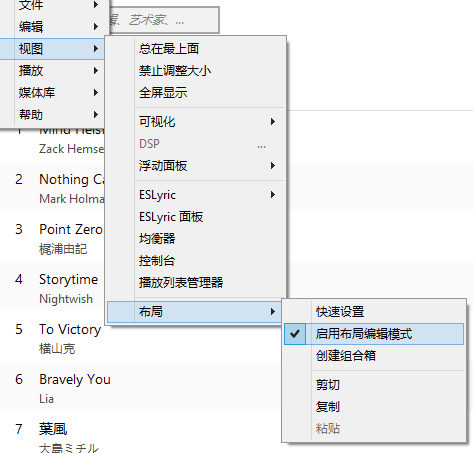 文件
编辑
视图
播放
媒体库
帮助
艺术家、...
总在最上面
禁止调整大小
全屏显示
可视化
DSP ...
浮动面板
ESLyric
ESLyric 面板
均衡器
控制台
播放列表管理器
布局
快速设置
启用布局编辑模式
创建组合箱
剪切
复制
粘贴
1 Mind Heist
Zack Hemse
2 Nothing Ca
Mark Holma
3 Point Zero
梶浦由記
4 Storytime
Nightwish
5 To Victory
横山克
6 Bravely You
Lia
7 葉風
大島ミチル